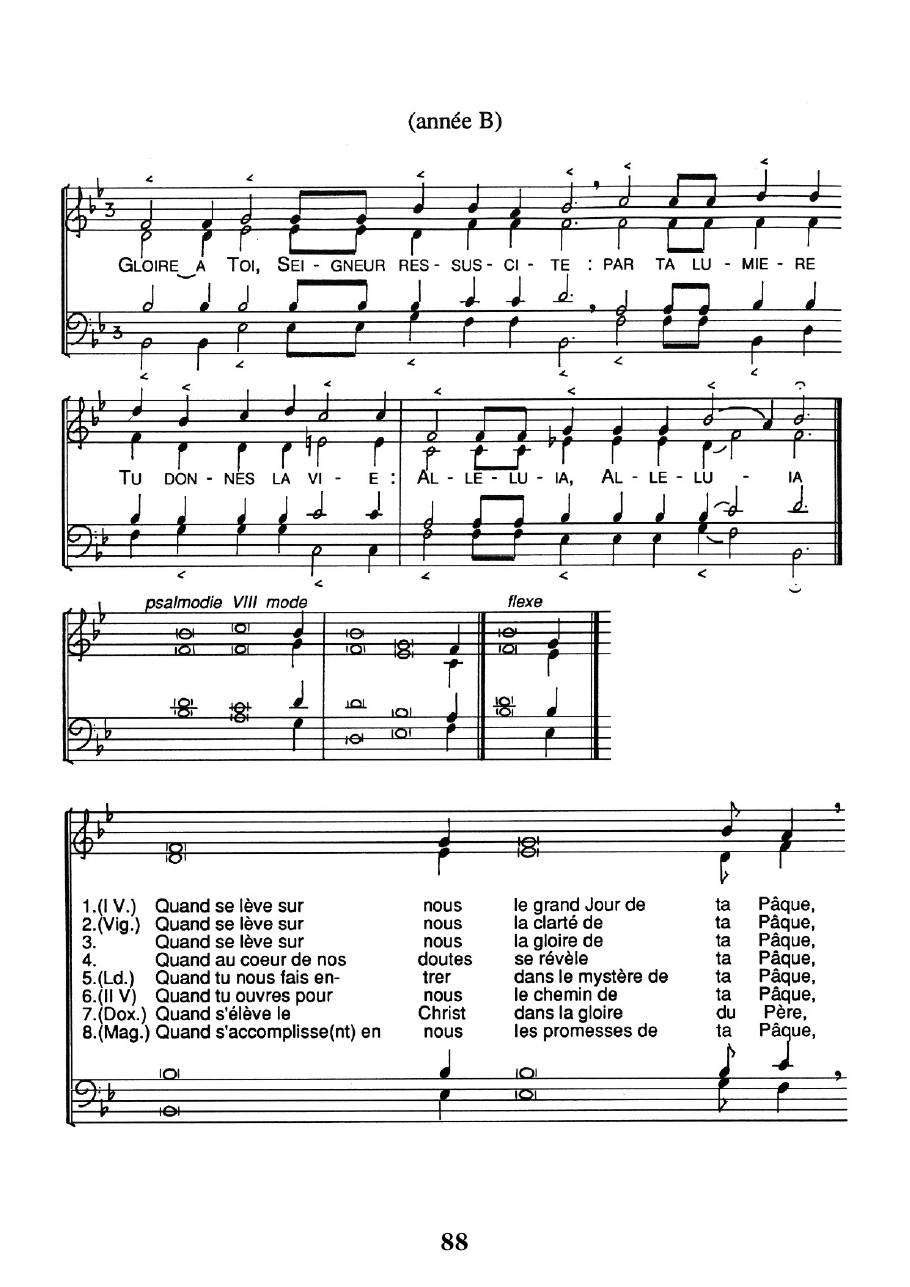 (année B)
3
GLOIRE A TOI, SEI - GNEUR RES - SUS - CI - TE : PAR TA LU - MIE - RE
3
TU DON - NES LA VI - E : AL - LE - LU - IA, AL - LE - LU - IA
psalmodie VIII mode flexe
1.(I V.) Quand se lève sur nous le grand Jour de ta Pâque,
2.(Vig.) Quand se lève sur nous la clarté de ta Pâque,
3. Quand se lève sur nous la gloire de ta Pâque,
4. Quand au coeur de nos doutes se révèle ta Pâque,
5.(Ld.) Quand tu nous fais en- trer dans le mystère de ta Pâque,
6.(II V) Quand tu ouvres pour nous le chemin de ta Pâque,
7.(Dox.) Quand s'élève le Christ dans la gloire du Père,
8.(Mag.) Quand s'accomplisse(nt) en nous les promesses de ta Pâque,
88